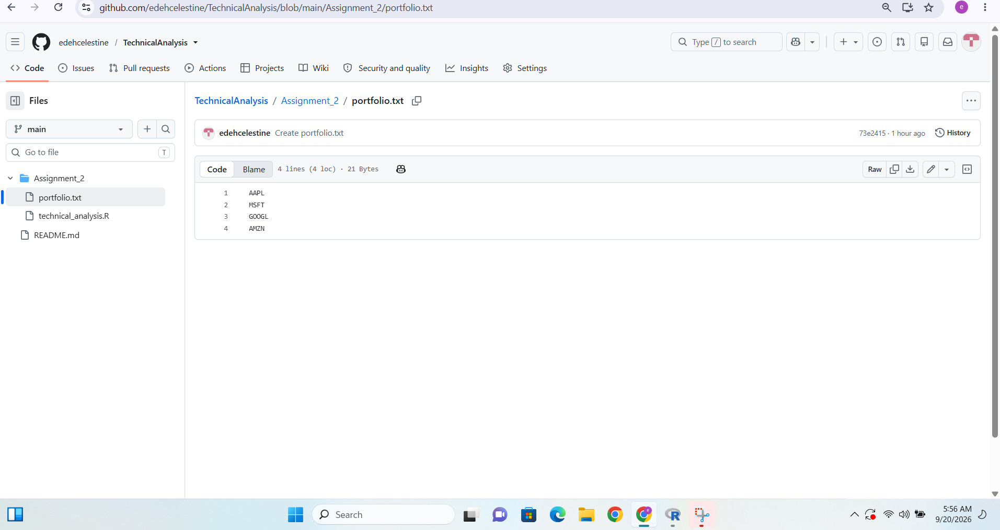 github.com/edehcelestine/TechnicalAnalysis/blob/main/Assignment_2/portfolio.txt
e
edehcelestine / TechnicalAnalysis
Type / to search
Code Issues Pull requests Actions Projects Wiki Security and quality Insights Settings
Files
TechnicalAnalysis / Assignment_2 / portfolio.txt
main
edehcelestine Create portfolio.txt
73e2415 · 1 hour ago History
Go to file T
Code Blame 4 lines (4 loc) · 21 Bytes
Raw
Assignment_2
portfolio.txt
technical_analysis.R
README.md
1 AAPL
2 MSFT
3 GOOGL
4 AMZN
Search
e
R
5:56 AM
9/20/2026